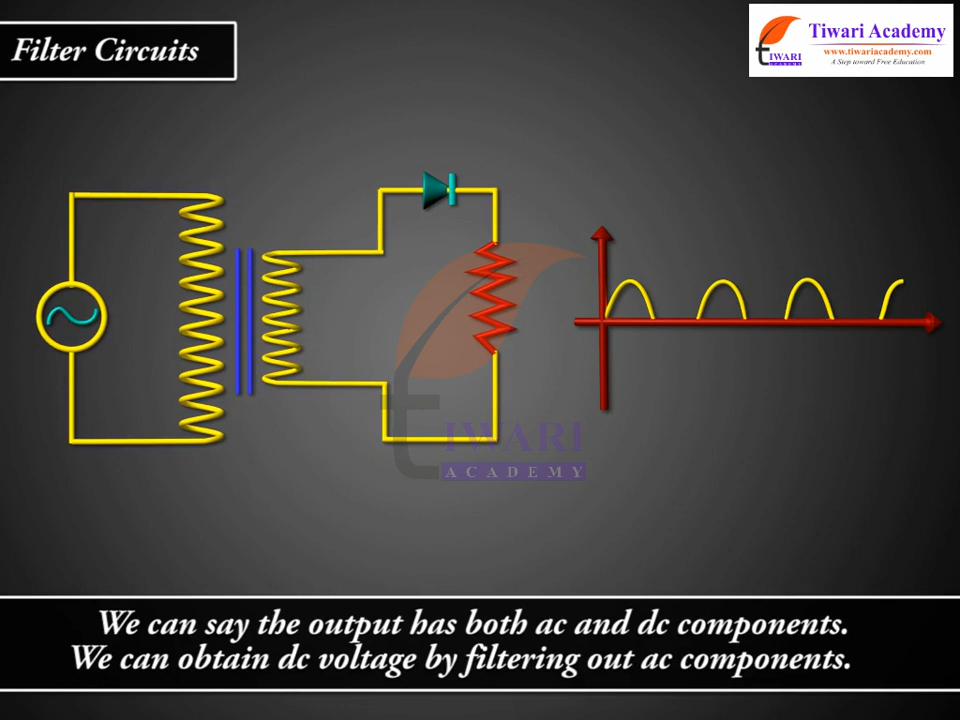 Filter Circuits
Tiwari Academy
www.tiwariacademy.com
A Step toward Free Education
tIWARI
ACADEMY
tIWARI
ACADEMY
We can say the output has both ac and dc components.
We can obtain dc voltage by filtering out ac components.